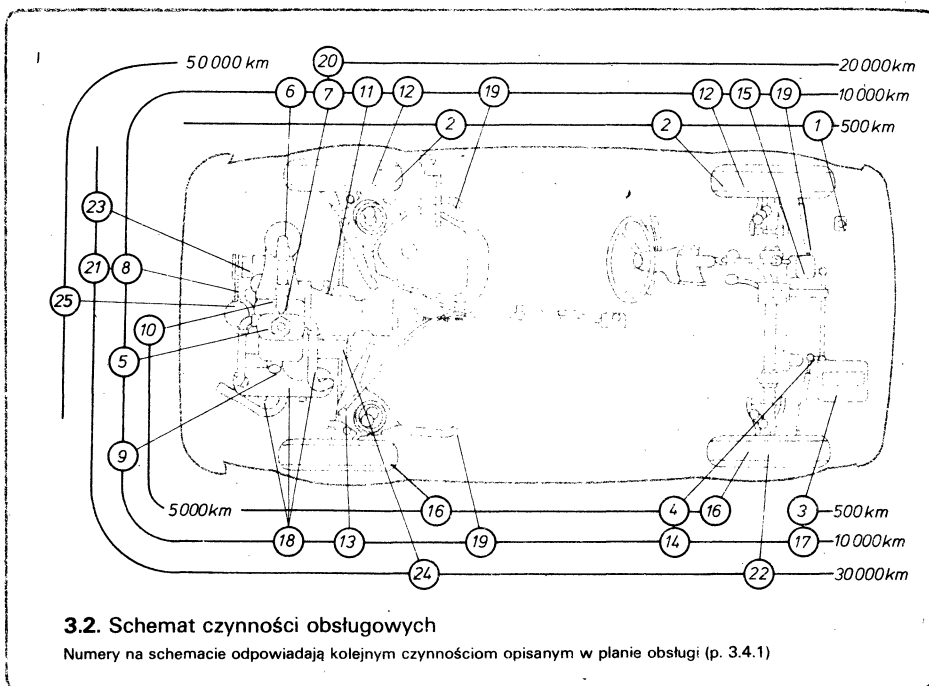 50 000 km 20 20 000 km
6 7 11 12 19 12 15 19 10 000 km
2 2 1 500 km
23
21 8
25
10
5
9
5000 km 16 4 16 3 500 km
18 13 19 14 17 10 000 km
24 22 30 000 km
3.2. Schemat czynności obsługowych
Numery na schemacie odpowiadają kolejnym czynnościom opisanym w planie obsługi (p. 3.4.1)